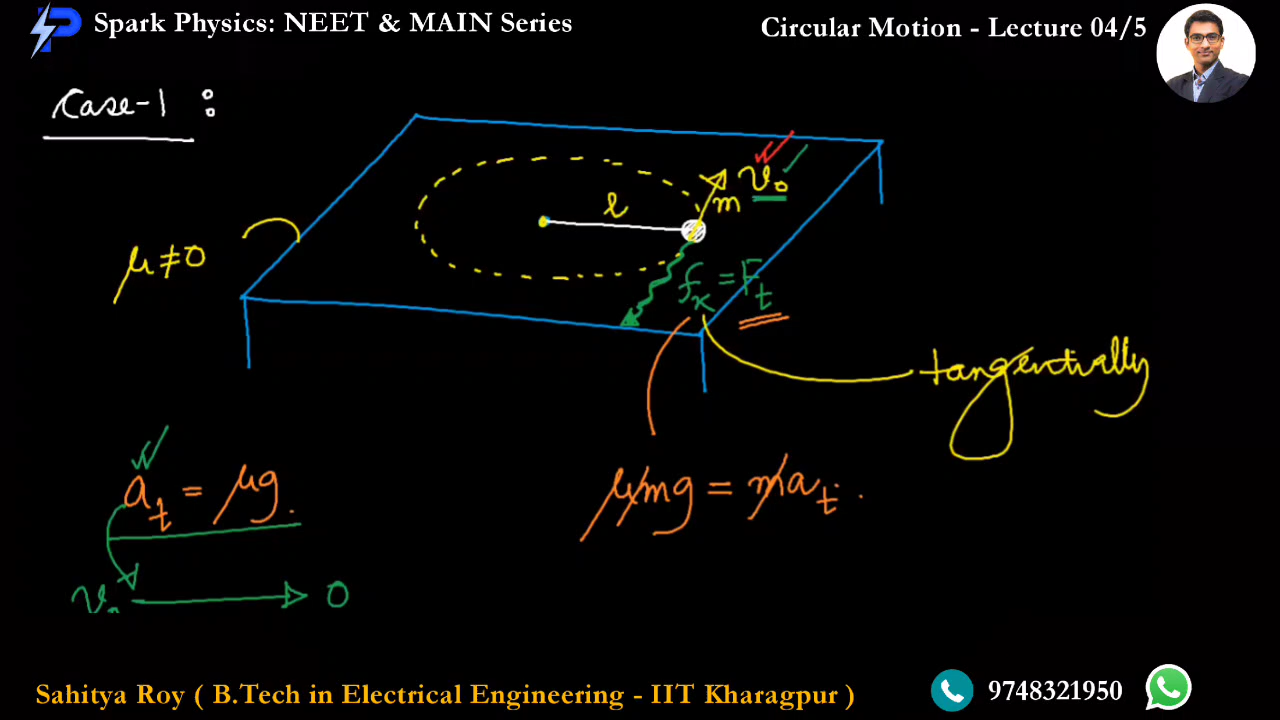 Spark Physics: NEET & MAIN Series
Circular Motion - Lecture 04/5
Case-1 :
v₀
m
l
μ≠0
fₖ = Fₜ
tangentially
aₜ = μg.
μmg = maₜ.
v₀ → 0
Sahitya Roy ( B.Tech in Electrical Engineering - IIT Kharagpur )
9748321950